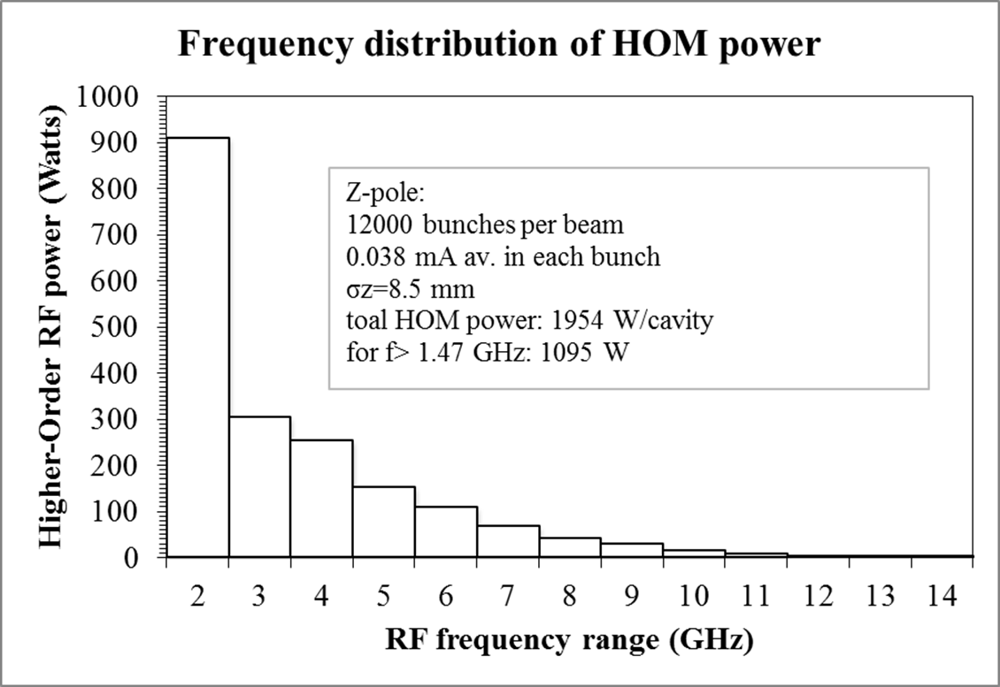 Frequency distribution of HOM power
Higher-Order RF power (Watts)
1000
900
800
700
600
500
400
300
200
100
0
Z-pole:
12000 bunches per beam
0.038 mA av. in each bunch
σz=8.5 mm
toal HOM power: 1954 W/cavity
for f> 1.47 GHz: 1095 W
2 3 4 5 6 7 8 9 10 11 12 13 14
RF frequency range (GHz)